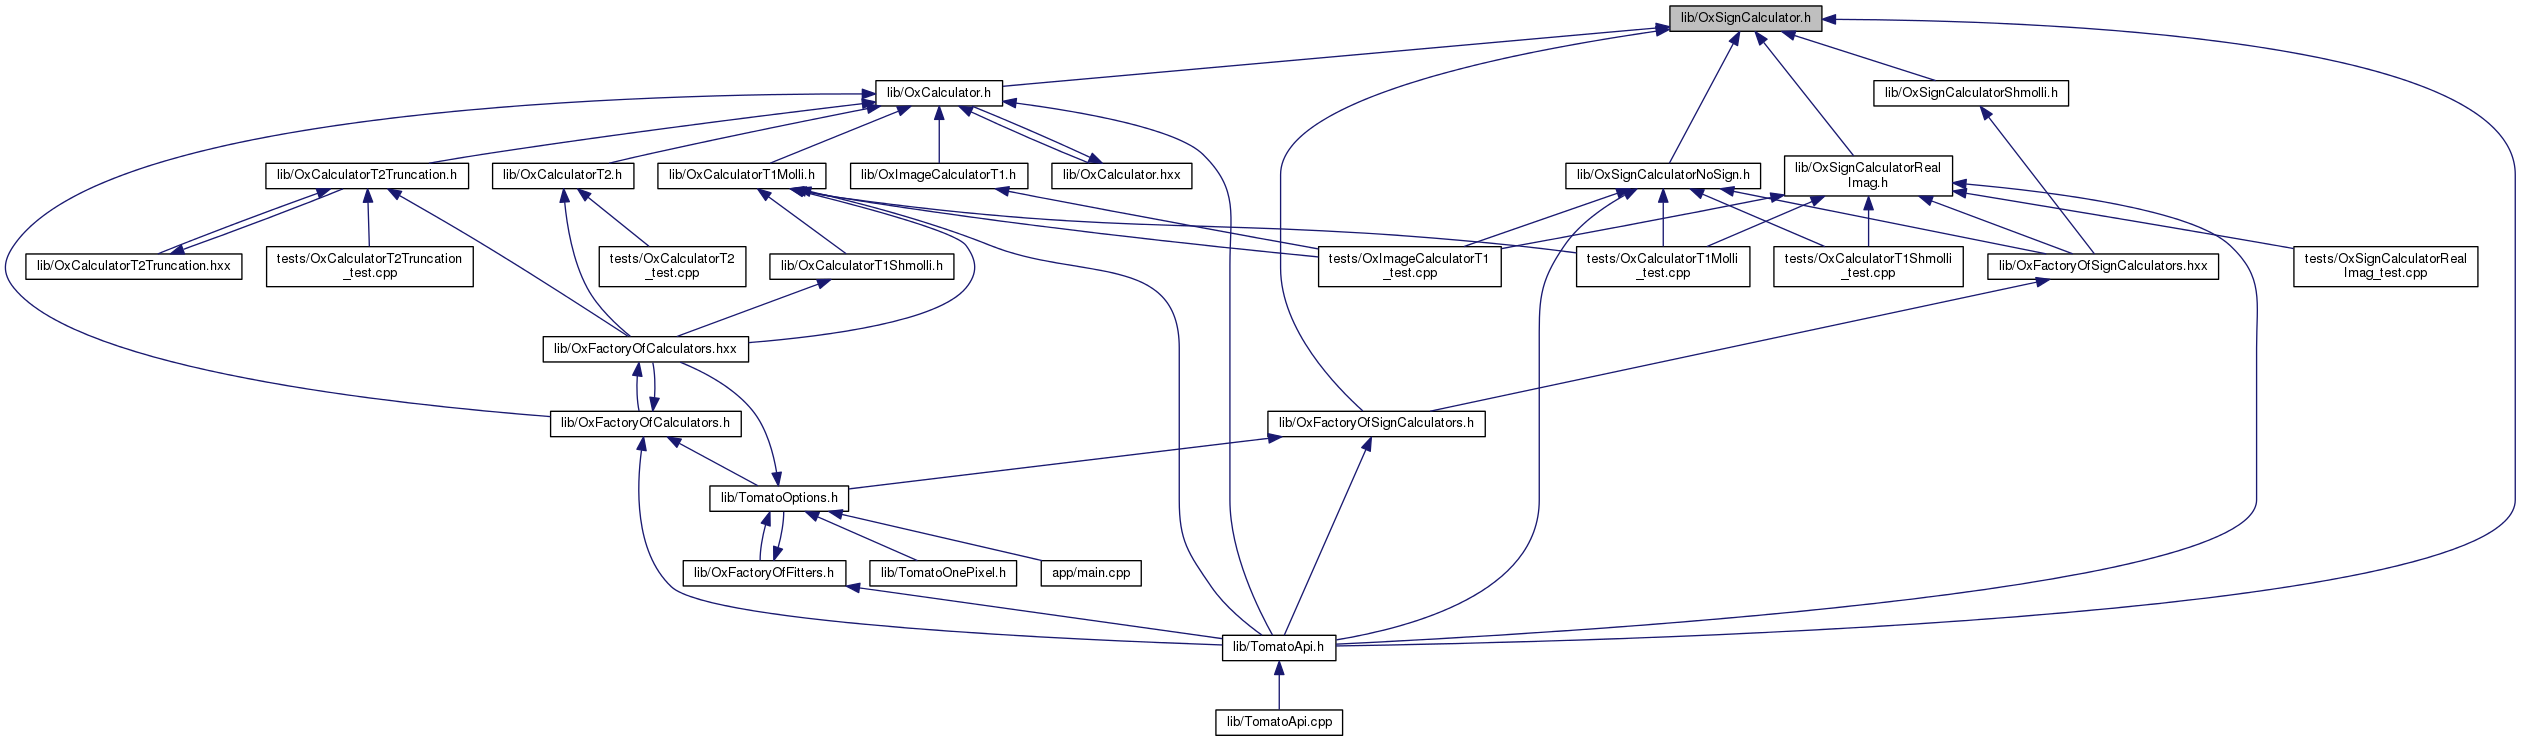 lib/OxSignCalculator.h
lib/OxCalculator.h
lib/OxSignCalculatorShmolli.h
lib/OxCalculatorT2Truncation.h
lib/OxCalculatorT2.h
lib/OxCalculatorT1Molli.h
lib/OxImageCalculatorT1.h
lib/OxCalculator.hxx
lib/OxSignCalculatorNoSign.h
lib/OxSignCalculatorReal
Imag.h
lib/OxCalculatorT2Truncation.hxx
tests/OxCalculatorT2Truncation
_test.cpp
tests/OxCalculatorT2
_test.cpp
lib/OxCalculatorT1Shmolli.h
tests/OxImageCalculatorT1
_test.cpp
tests/OxCalculatorT1Molli
_test.cpp
tests/OxCalculatorT1Shmolli
_test.cpp
lib/OxFactoryOfSignCalculators.hxx
tests/OxSignCalculatorReal
Imag_test.cpp
lib/OxFactoryOfCalculators.hxx
lib/OxFactoryOfCalculators.h
lib/OxFactoryOfSignCalculators.h
lib/TomatoOptions.h
lib/OxFactoryOfFitters.h
lib/TomatoOnePixel.h
app/main.cpp
lib/TomatoApi.h
lib/TomatoApi.cpp